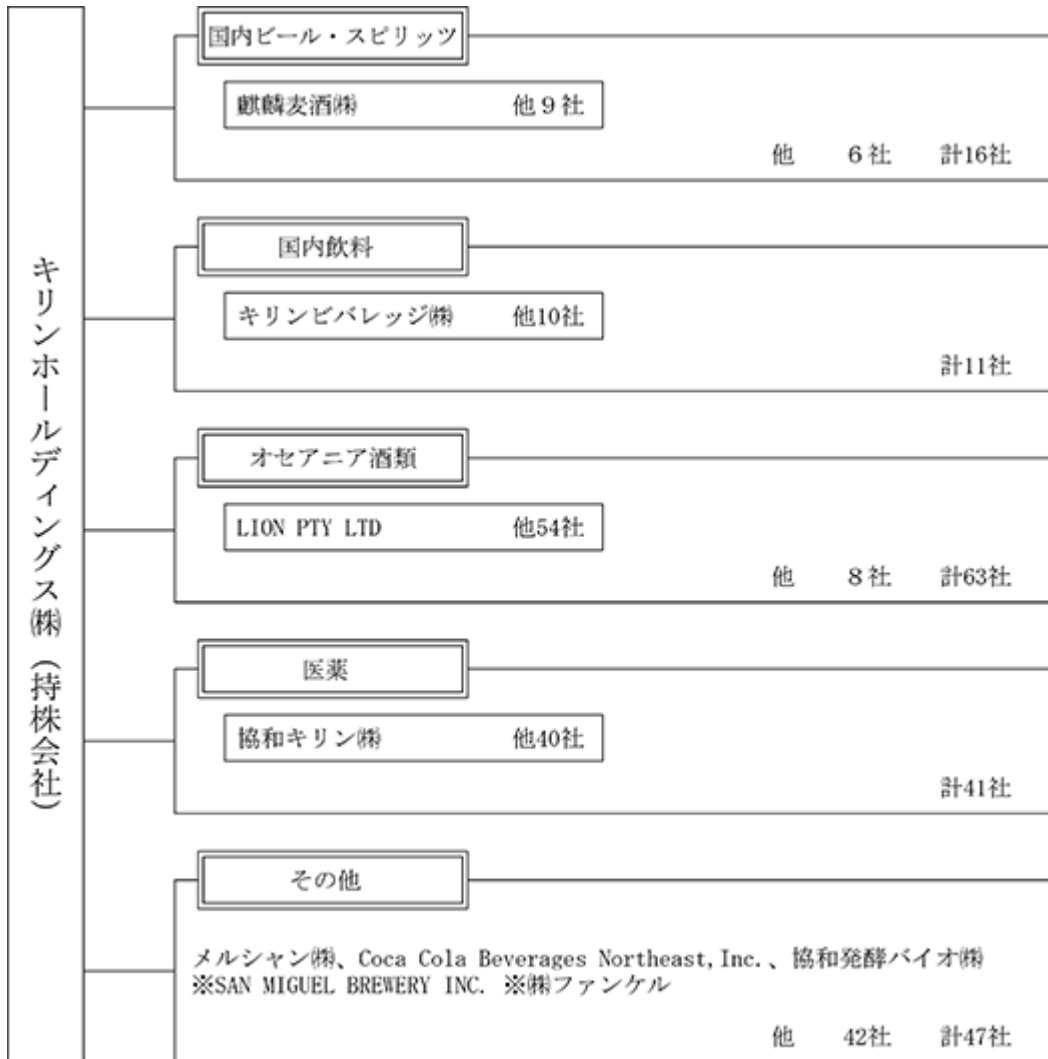 キリンホールディングス㈱（持株会社）
国内ビール・スピリッツ
麒麟麦酒㈱ 他９社
他 ６社 計16社
国内飲料
キリンビバレッジ㈱ 他10社
計11社
オセアニア酒類
LION PTY LTD 他54社
他 ８社 計63社
医薬
協和キリン㈱ 他40社
計41社
その他
メルシャン㈱、Coca Cola Beverages Northeast,Inc.、協和発酵バイオ㈱
※SAN MIGUEL BREWERY INC. ※㈱ファンケル
他 42社 計47社